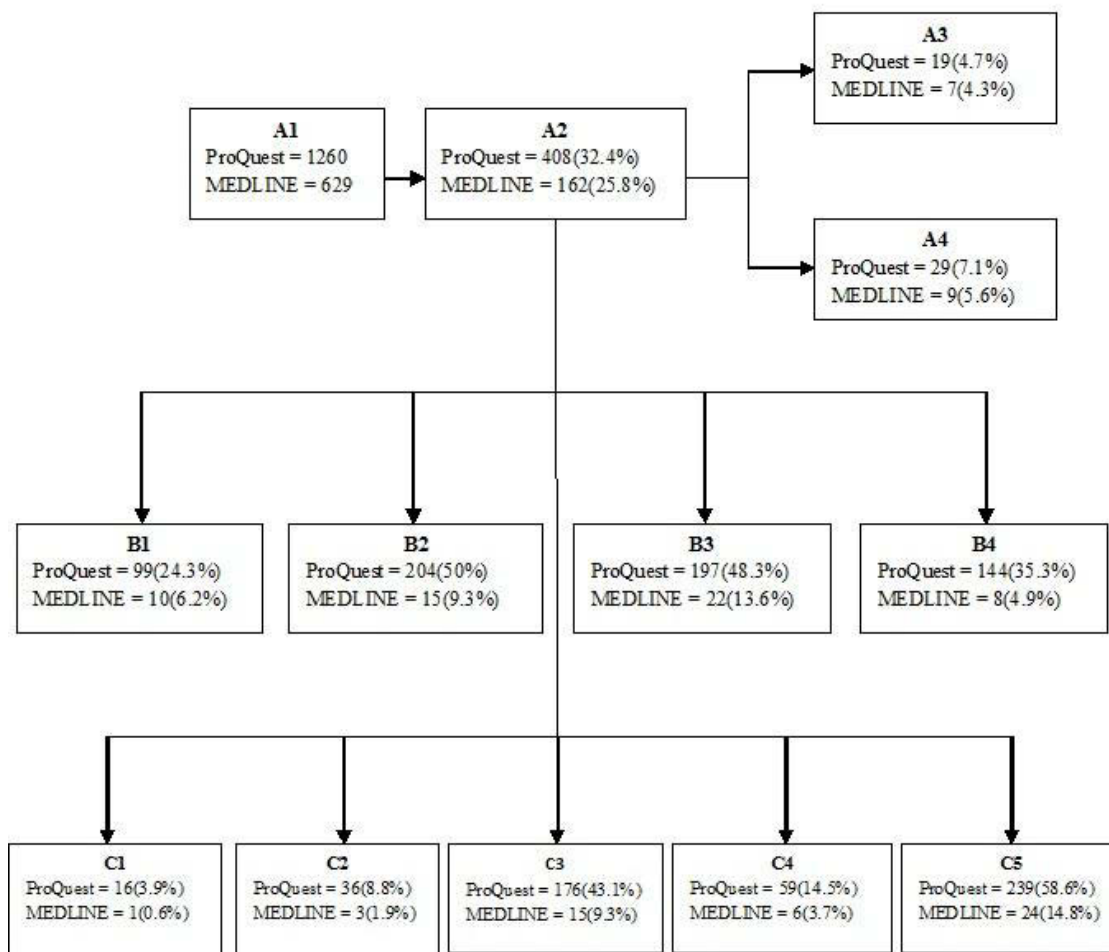 A3
ProQuest = 19(4.7%)
MEDLINE = 7(4.3%)
A1
ProQuest = 1260
MEDLINE = 629
A2
ProQuest = 408(32.4%)
MEDLINE = 162(25.8%)
A4
ProQuest = 29(7.1%)
MEDLINE = 9(5.6%)
B1
ProQuest = 99(24.3%)
MEDLINE = 10(6.2%)
B2
ProQuest = 204(50%)
MEDLINE = 15(9.3%)
B3
ProQuest = 197(48.3%)
MEDLINE = 22(13.6%)
B4
ProQuest = 144(35.3%)
MEDLINE = 8(4.9%)
C1
ProQuest = 16(3.9%)
MEDLINE = 1(0.6%)
C2
ProQuest = 36(8.8%)
MEDLINE = 3(1.9%)
C3
ProQuest = 176(43.1%)
MEDLINE = 15(9.3%)
C4
ProQuest = 59(14.5%)
MEDLINE = 6(3.7%)
C5
ProQuest = 239(58.6%)
MEDLINE = 24(14.8%)